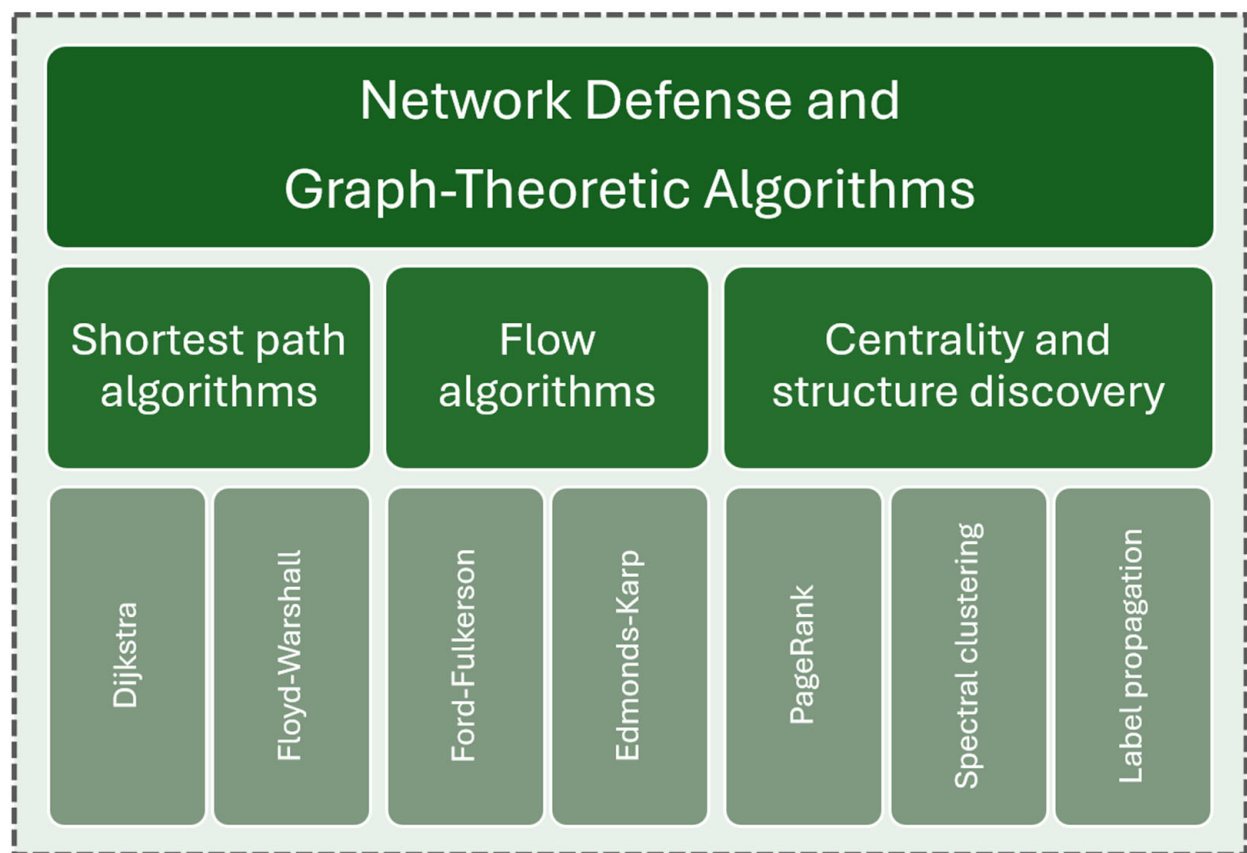 Network Defense and
Graph-Theoretic Algorithms
Shortest path
algorithms
Flow
algorithms
Centrality and
structure discovery
Dijkstra
Floyd-Warshall
Ford-Fulkerson
Edmonds-Karp
PageRank
Spectral clustering
Label propagation